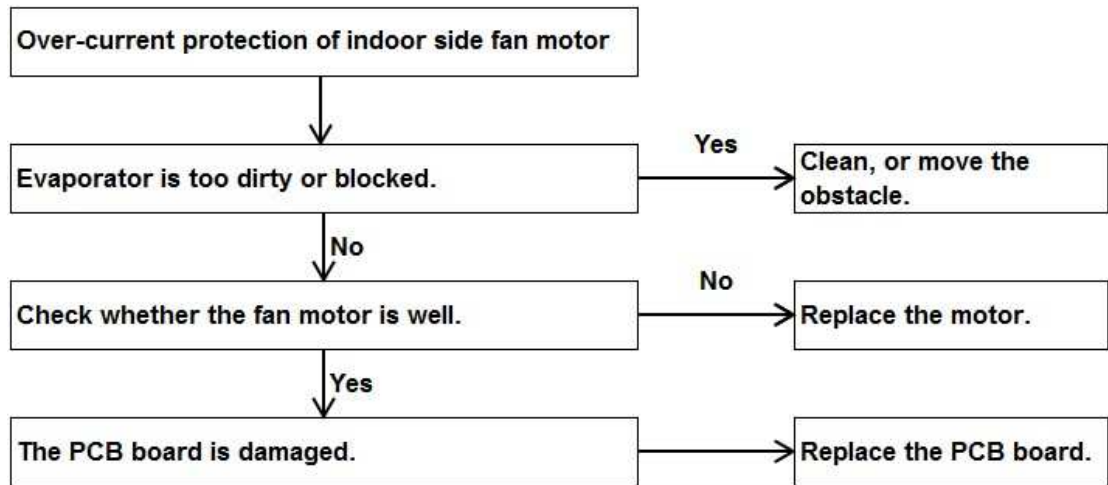 Over-current protection of indoor side fan motor
Yes
Evaporator is too dirty or blocked.
Clean, or move the
obstacle.
No
No
Check whether the fan motor is well.
Replace the motor.
Yes
The PCB board is damaged.
Replace the PCB board.